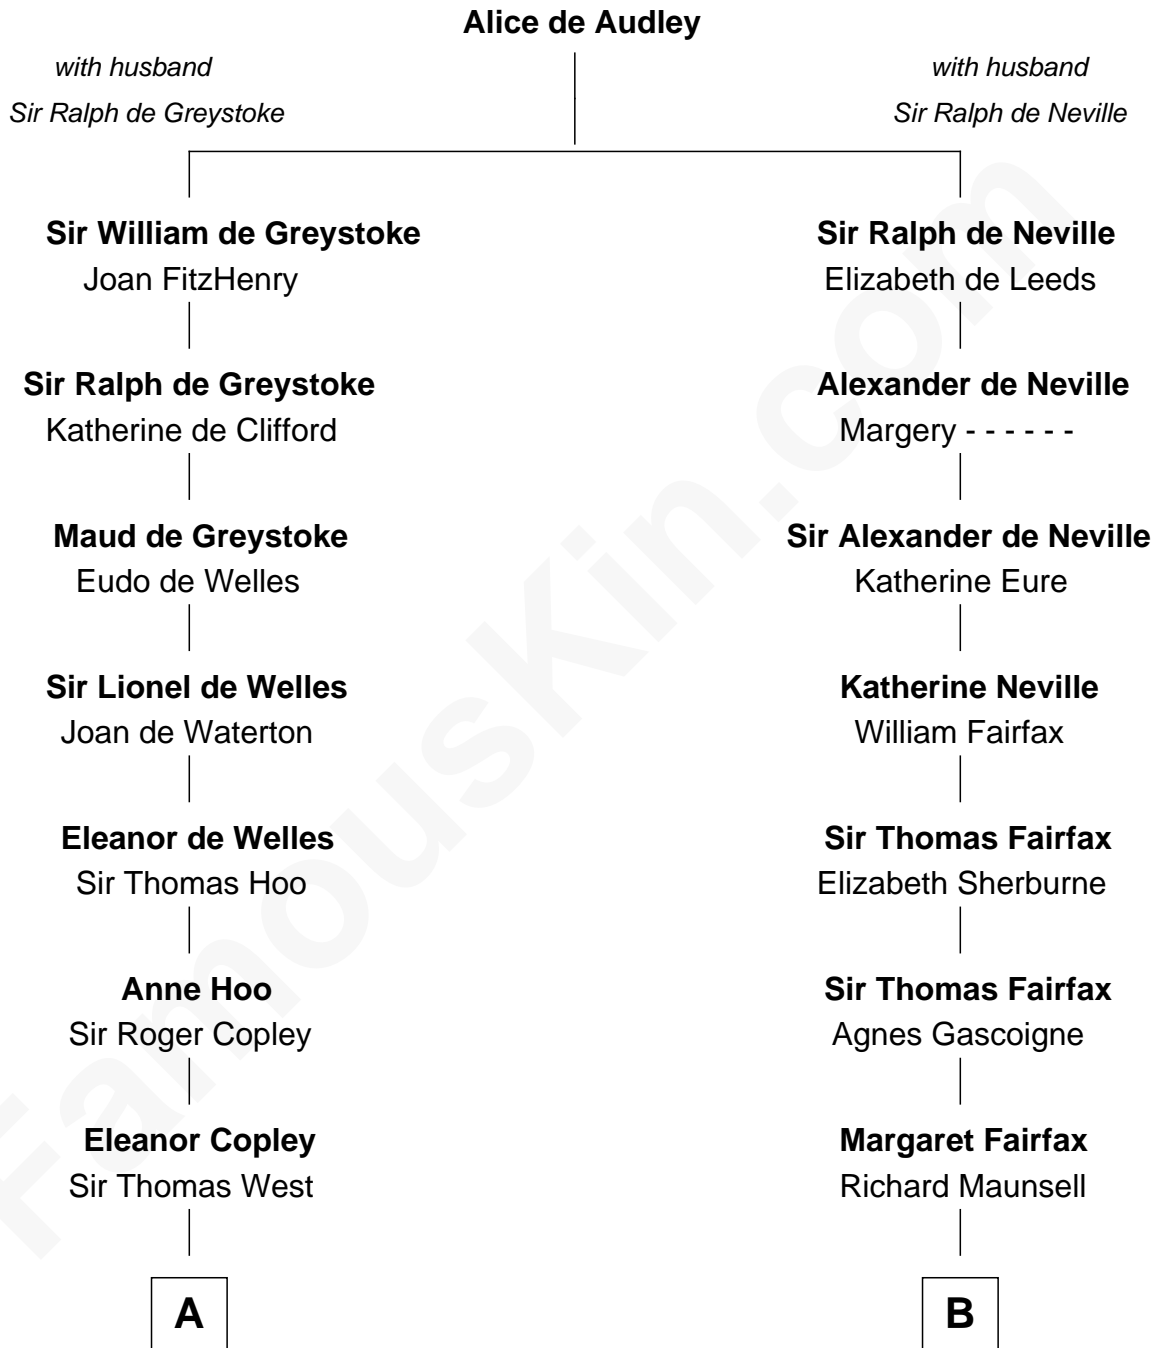 Alice de Audley
with husband
Sir Ralph de Greystoke
with husband
Sir Ralph de Neville
Sir William de Greystoke
Joan FitzHenry
Sir Ralph de Neville
Elizabeth de Leeds
Sir Ralph de Greystoke
Katherine de Clifford
Alexander de Neville
Margery - - - - - -
Maud de Greystoke
Eudo de Welles
Sir Alexander de Neville
Katherine Eure
Sir Lionel de Welles
Joan de Waterton
Katherine Neville
William Fairfax
Eleanor de Welles
Sir Thomas Hoo
Sir Thomas Fairfax
Elizabeth Sherburne
Anne Hoo
Sir Roger Copley
Sir Thomas Fairfax
Agnes Gascoigne
Eleanor Copley
Sir Thomas West
Margaret Fairfax
Richard Maunsell
A
B
FamousKin.com